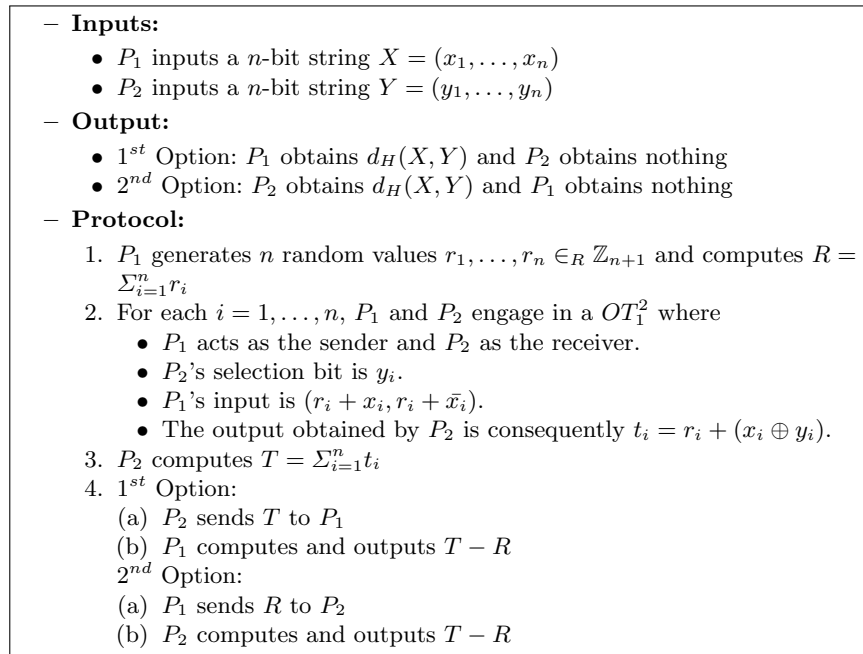 – Inputs:
• P₁ inputs a n-bit string X = (x₁, . . . , xₙ)
• P₂ inputs a n-bit string Y = (y₁, . . . , yₙ)
– Output:
• 1ˢᵗ Option: P₁ obtains d_H(X, Y) and P₂ obtains nothing
• 2ⁿᵈ Option: P₂ obtains d_H(X, Y) and P₁ obtains nothing
– Protocol:
1. P₁ generates n random values r₁, . . . , rₙ ∈_R ℤₙ₊₁ and computes R =
Σⁿᵢ₌₁rᵢ
2. For each i = 1, . . . , n, P₁ and P₂ engage in a OT²₁ where
• P₁ acts as the sender and P₂ as the receiver.
• P₂'s selection bit is yᵢ.
• P₁'s input is (rᵢ + xᵢ, rᵢ + x̄ᵢ).
• The output obtained by P₂ is consequently tᵢ = rᵢ + (xᵢ ⊕ yᵢ).
3. P₂ computes T = Σⁿᵢ₌₁tᵢ
4. 1ˢᵗ Option:
(a) P₂ sends T to P₁
(b) P₁ computes and outputs T − R
2ⁿᵈ Option:
(a) P₁ sends R to P₂
(b) P₂ computes and outputs T − R